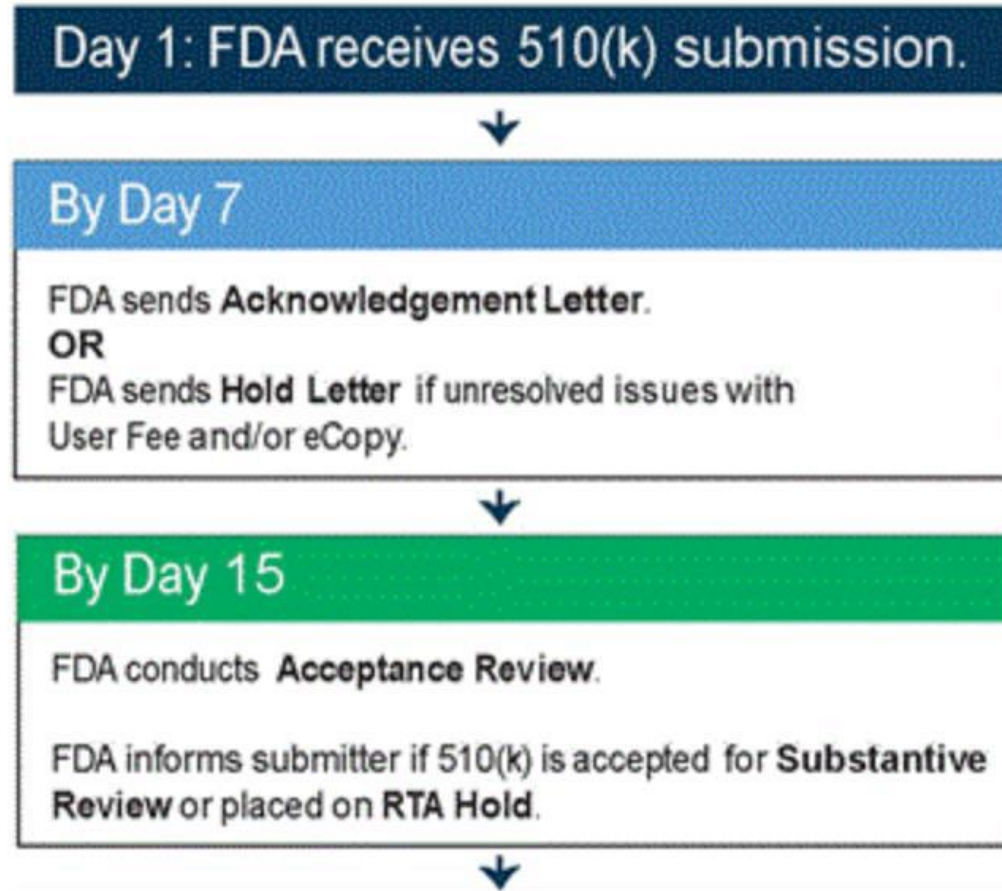 Day 1: FDA receives 510(k) submission.
By Day 7
FDA sends Acknowledgement Letter.
OR
FDA sends Hold Letter if unresolved issues with
User Fee and/or eCopy.
By Day 15
FDA conducts Acceptance Review.
FDA informs submitter if 510(k) is accepted for Substantive
Review or placed on RTA Hold.